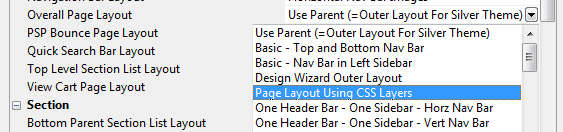 Overall Page Layout Use Parent (=Outer Layout For Silver Theme)
PSP Bounce Page Layout Use Parent (=Outer Layout For Silver Theme)
Basic - Top and Bottom Nav Bar
Quick Search Bar Layout Basic - Nav Bar in Left Sidebar
Top Level Section List Layout Design Wizard Outer Layout
View Cart Page Layout Page Layout Using CSS Layers
Section One Header Bar - One Sidebar - Horz Nav Bar
Bottom Parent Section List Layout One Header Bar - One Sidebar - Vert Nav Bar